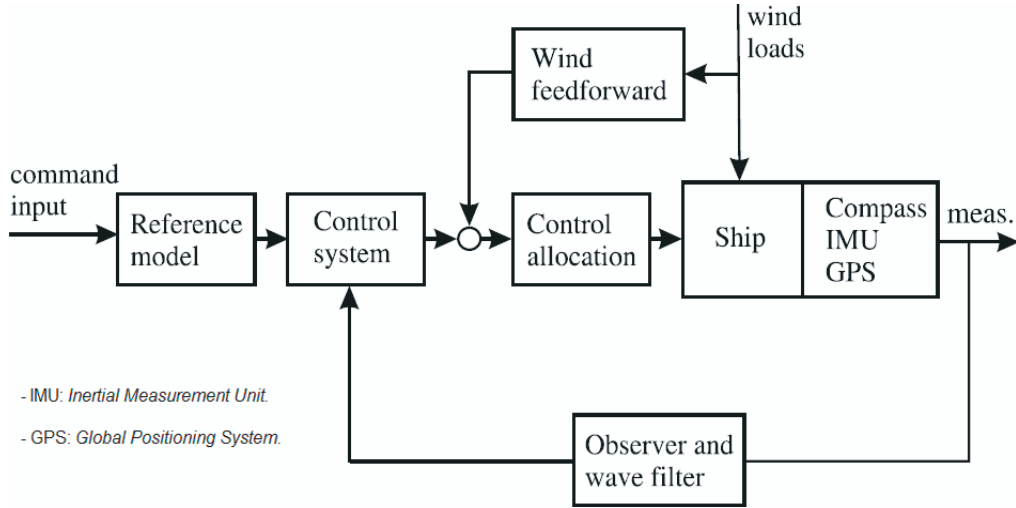 wind
loads
Wind
feedforward
command
input
Reference
model
Control
system
Control
allocation
Ship
Compass
IMU
GPS
meas.
- IMU: Inertial Measurement Unit.
- GPS: Global Positioning System.
Observer and
wave filter